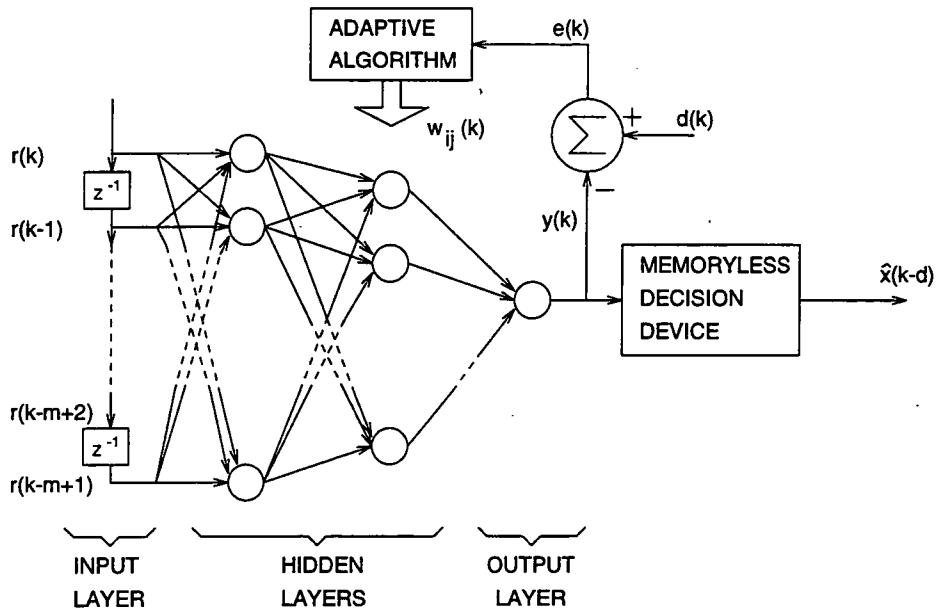 ADAPTIVE
ALGORITHM
e(k)
w_ij (k)
Σ
+
d(k)
−
r(k)
z⁻¹
r(k-1)
y(k)
MEMORYLESS
DECISION
DEVICE
x̂(k-d)
r(k-m+2)
z⁻¹
r(k-m+1)
INPUT
LAYER
HIDDEN
LAYERS
OUTPUT
LAYER